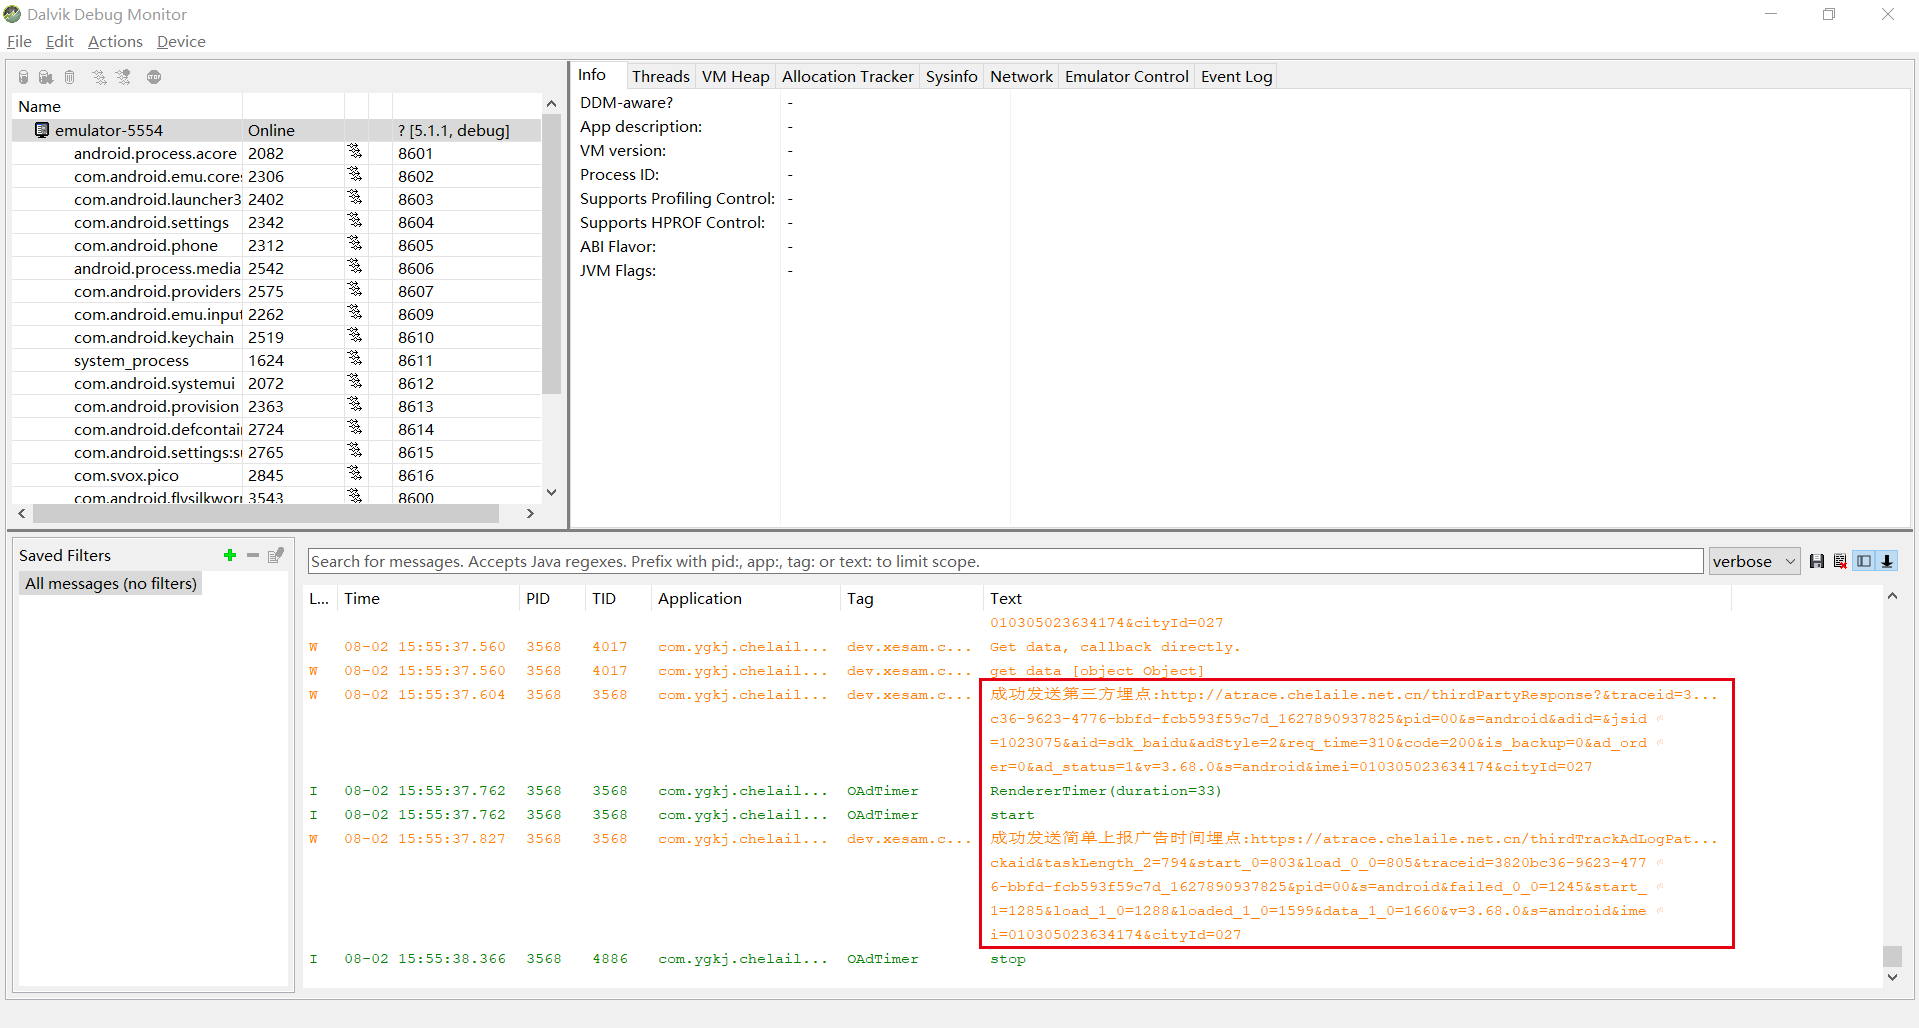 Dalvik Debug Monitor
File Edit Actions Device
Name
emulator-5554 Online ? [5.1.1, debug]
android.process.acore 2082 8601
com.android.emu.core 2306 8602
com.android.launcher3 2402 8603
com.android.settings 2342 8604
com.android.phone 2312 8605
android.process.media 2542 8606
com.android.providers 2575 8607
com.android.emu.input 2262 8609
com.android.keychain 2519 8610
system_process 1624 8611
com.android.systemui 2072 8612
com.android.provision 2363 8613
com.android.defcontai 2724 8614
com.android.settings:s 2765 8615
com.svox.pico 2845 8616
com.android.flysilkwor 3543 8600
Info Threads VM Heap Allocation Tracker Sysinfo Network Emulator Control Event Log
DDM-aware? -
App description: -
VM version: -
Process ID: -
Supports Profiling Control: -
Supports HPROF Control: -
ABI Flavor: -
JVM Flags: -
Saved Filters
All messages (no filters)
Search for messages. Accepts Java regexes. Prefix with pid:, app:, tag: or text: to limit scope.
verbose
L... Time PID TID Application Tag Text
010305023634174&cityId=027
W 08-02 15:55:37.560 3568 4017 com.ygkj.chelail... dev.xesam.c... Get data, callback directly.
W 08-02 15:55:37.560 3568 4017 com.ygkj.chelail... dev.xesam.c... get data [object Object]
W 08-02 15:55:37.604 3568 3568 com.ygkj.chelail... dev.xesam.c... 成功发送第三方埋点:http://atrace.chelaile.net.cn/thirdPartyResponse?&traceid=3...
c36-9623-4776-bbfd-fcb593f59c7d_1627890937825&pid=00&s=android&adid=&jsid
=1023075&aid=sdk_baidu&adStyle=2&req_time=310&code=200&is_backup=0&ad_ord
er=0&ad_status=1&v=3.68.0&s=android&imei=010305023634174&cityId=027
I 08-02 15:55:37.762 3568 3568 com.ygkj.chelail... OAdTimer RendererTimer(duration=33)
I 08-02 15:55:37.762 3568 3568 com.ygkj.chelail... OAdTimer start
W 08-02 15:55:37.827 3568 3568 com.ygkj.chelail... dev.xesam.c... 成功发送简单上报广告时间埋点:https://atrace.chelaile.net.cn/thirdTrackAdLogPat...
ckaid&taskLength_2=794&start_0=803&load_0_0=805&traceid=3820bc36-9623-477
6-bbfd-fcb593f59c7d_1627890937825&pid=00&s=android&failed_0_0=1245&start_
1=1285&load_1_0=1288&loaded_1_0=1599&data_1_0=1660&v=3.68.0&s=android&ime
i=010305023634174&cityId=027
I 08-02 15:55:38.366 3568 4886 com.ygkj.chelail... OAdTimer stop